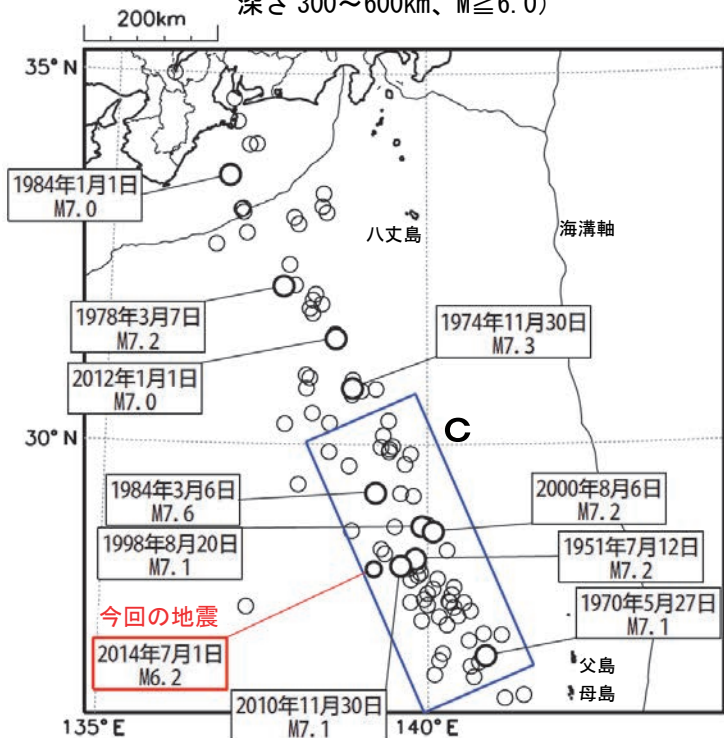 深さ300～600km、M≧6.0)
200km
35°N
1984年1月1日
M7.0
八丈島
海溝軸
1978年3月7日
M7.2
1974年11月30日
M7.3
2012年1月1日
M7.0
30°N
C
1984年3月6日
M7.6
2000年8月6日
M7.2
1998年8月20日
M7.1
1951年7月12日
M7.2
今回の地震
1970年5月27日
M7.1
2014年7月1日
M6.2
父島
母島
2010年11月30日
M7.1
135°E
140°E